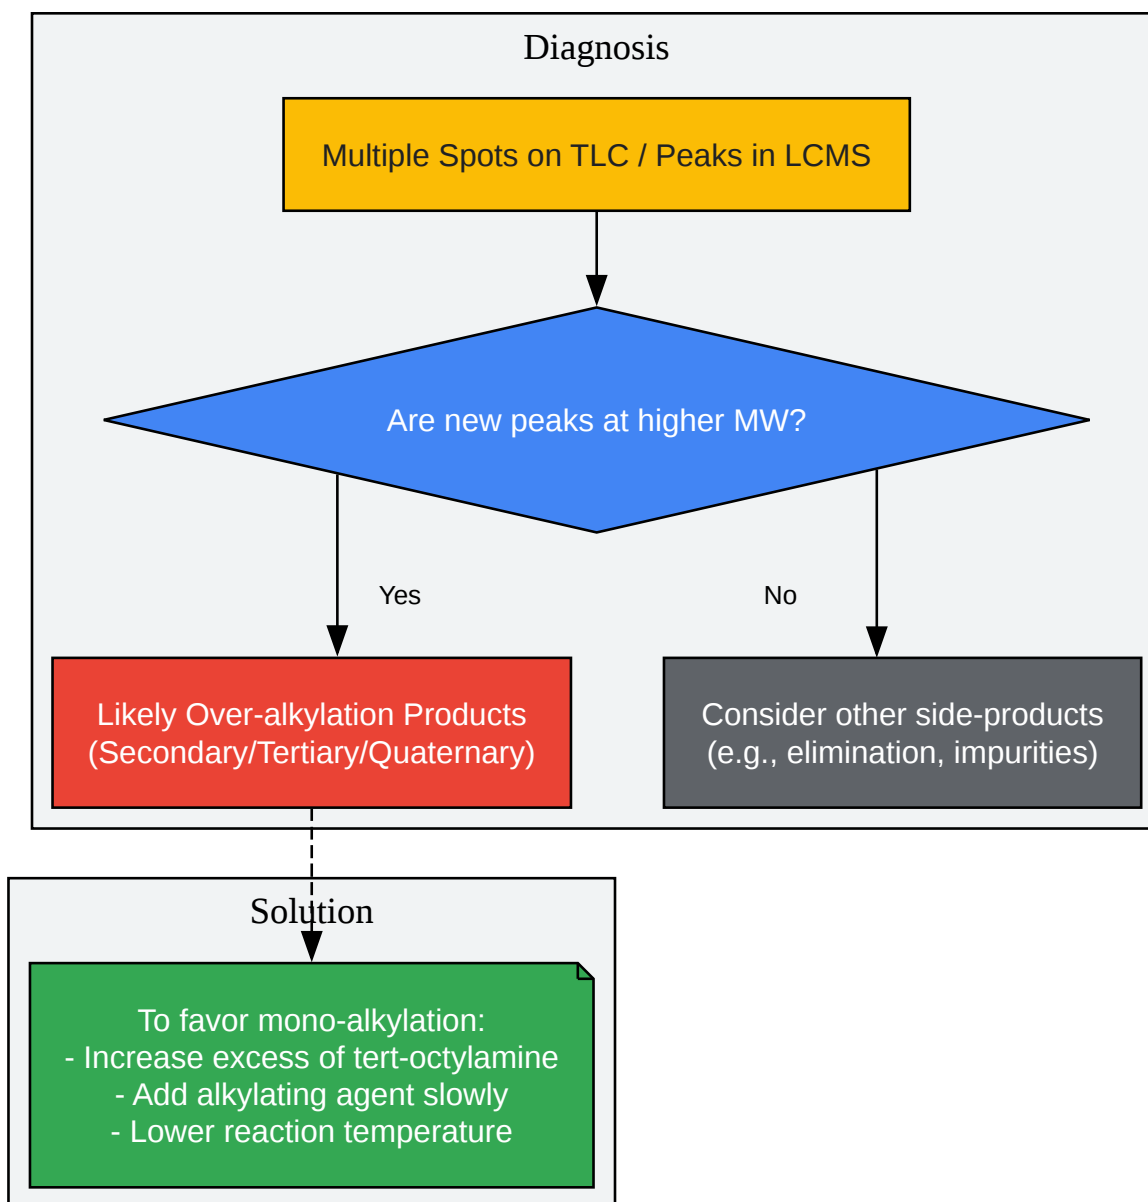 Diagnosis
Multiple Spots on TLC / Peaks in LCMS
Are new peaks at higher MW?
Yes
No
Likely Over-alkylation Products
(Secondary/Tertiary/Quaternary)
Consider other side-products
(e.g., elimination, impurities)
Solution
To favor mono-alkylation:
- Increase excess of tert-octylamine
- Add alkylating agent slowly
- Lower reaction temperature